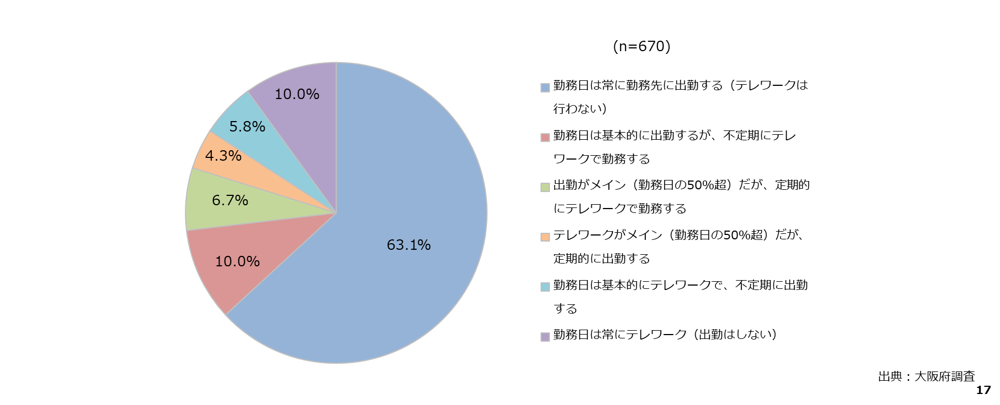 (n=670)
10.0%
5.8%
4.3%
6.7%
10.0%
63.1%
勤務日は常に勤務先に出勤する（テレワークは
行わない）
勤務日は基本的に出勤するが、不定期にテレ
ワークで勤務する
出勤がメイン（勤務日の50％超）だが、定期的
にテレワークで勤務する
テレワークがメイン（勤務日の50％超）だが、
定期的に出勤する
勤務日は基本的にテレワークで、不定期に出勤
する
勤務日は常にテレワーク（出勤はしない）
出典：大阪府調査
17